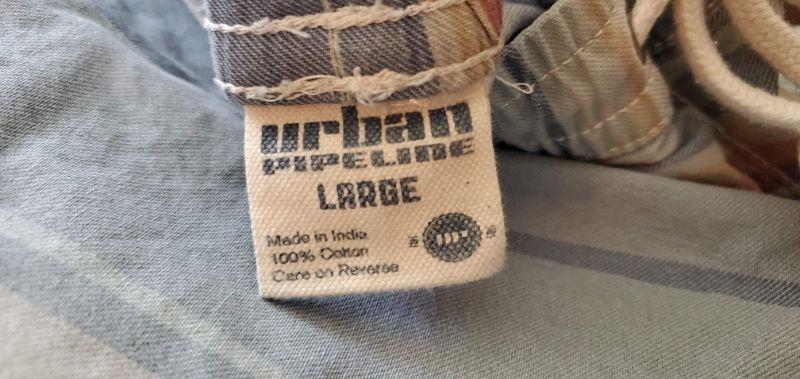 urban
PIPELINE
LARGE
Made in India
100% Cotton
Care on Reverse